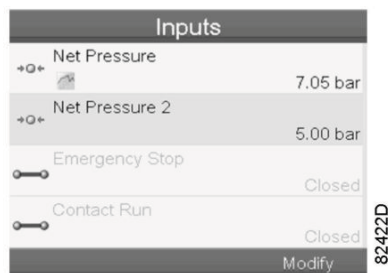 Inputs
Net Pressure
7.05 bar
Net Pressure 2
5.00 bar
Emergency Stop
Closed
Contact Run
Closed
Modify
82422D